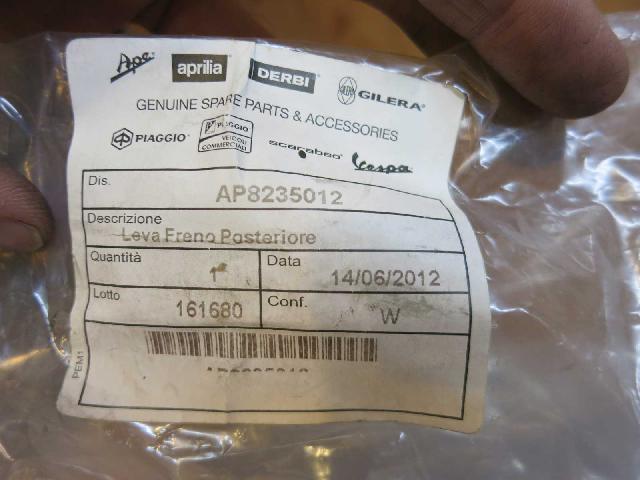 Ape aprilia DERBI GILERA
GENUINE SPARE PARTS & ACCESSORIES
PIAGGIO PIAGGIO VEICOLI COMMERCIALI scarabeo Vespa
Dis. AP8235012
Descrizione
Leva Freno Posteriore
Quantità 1 Data 14/06/2012
Lotto 161680 Conf. W
PEM1